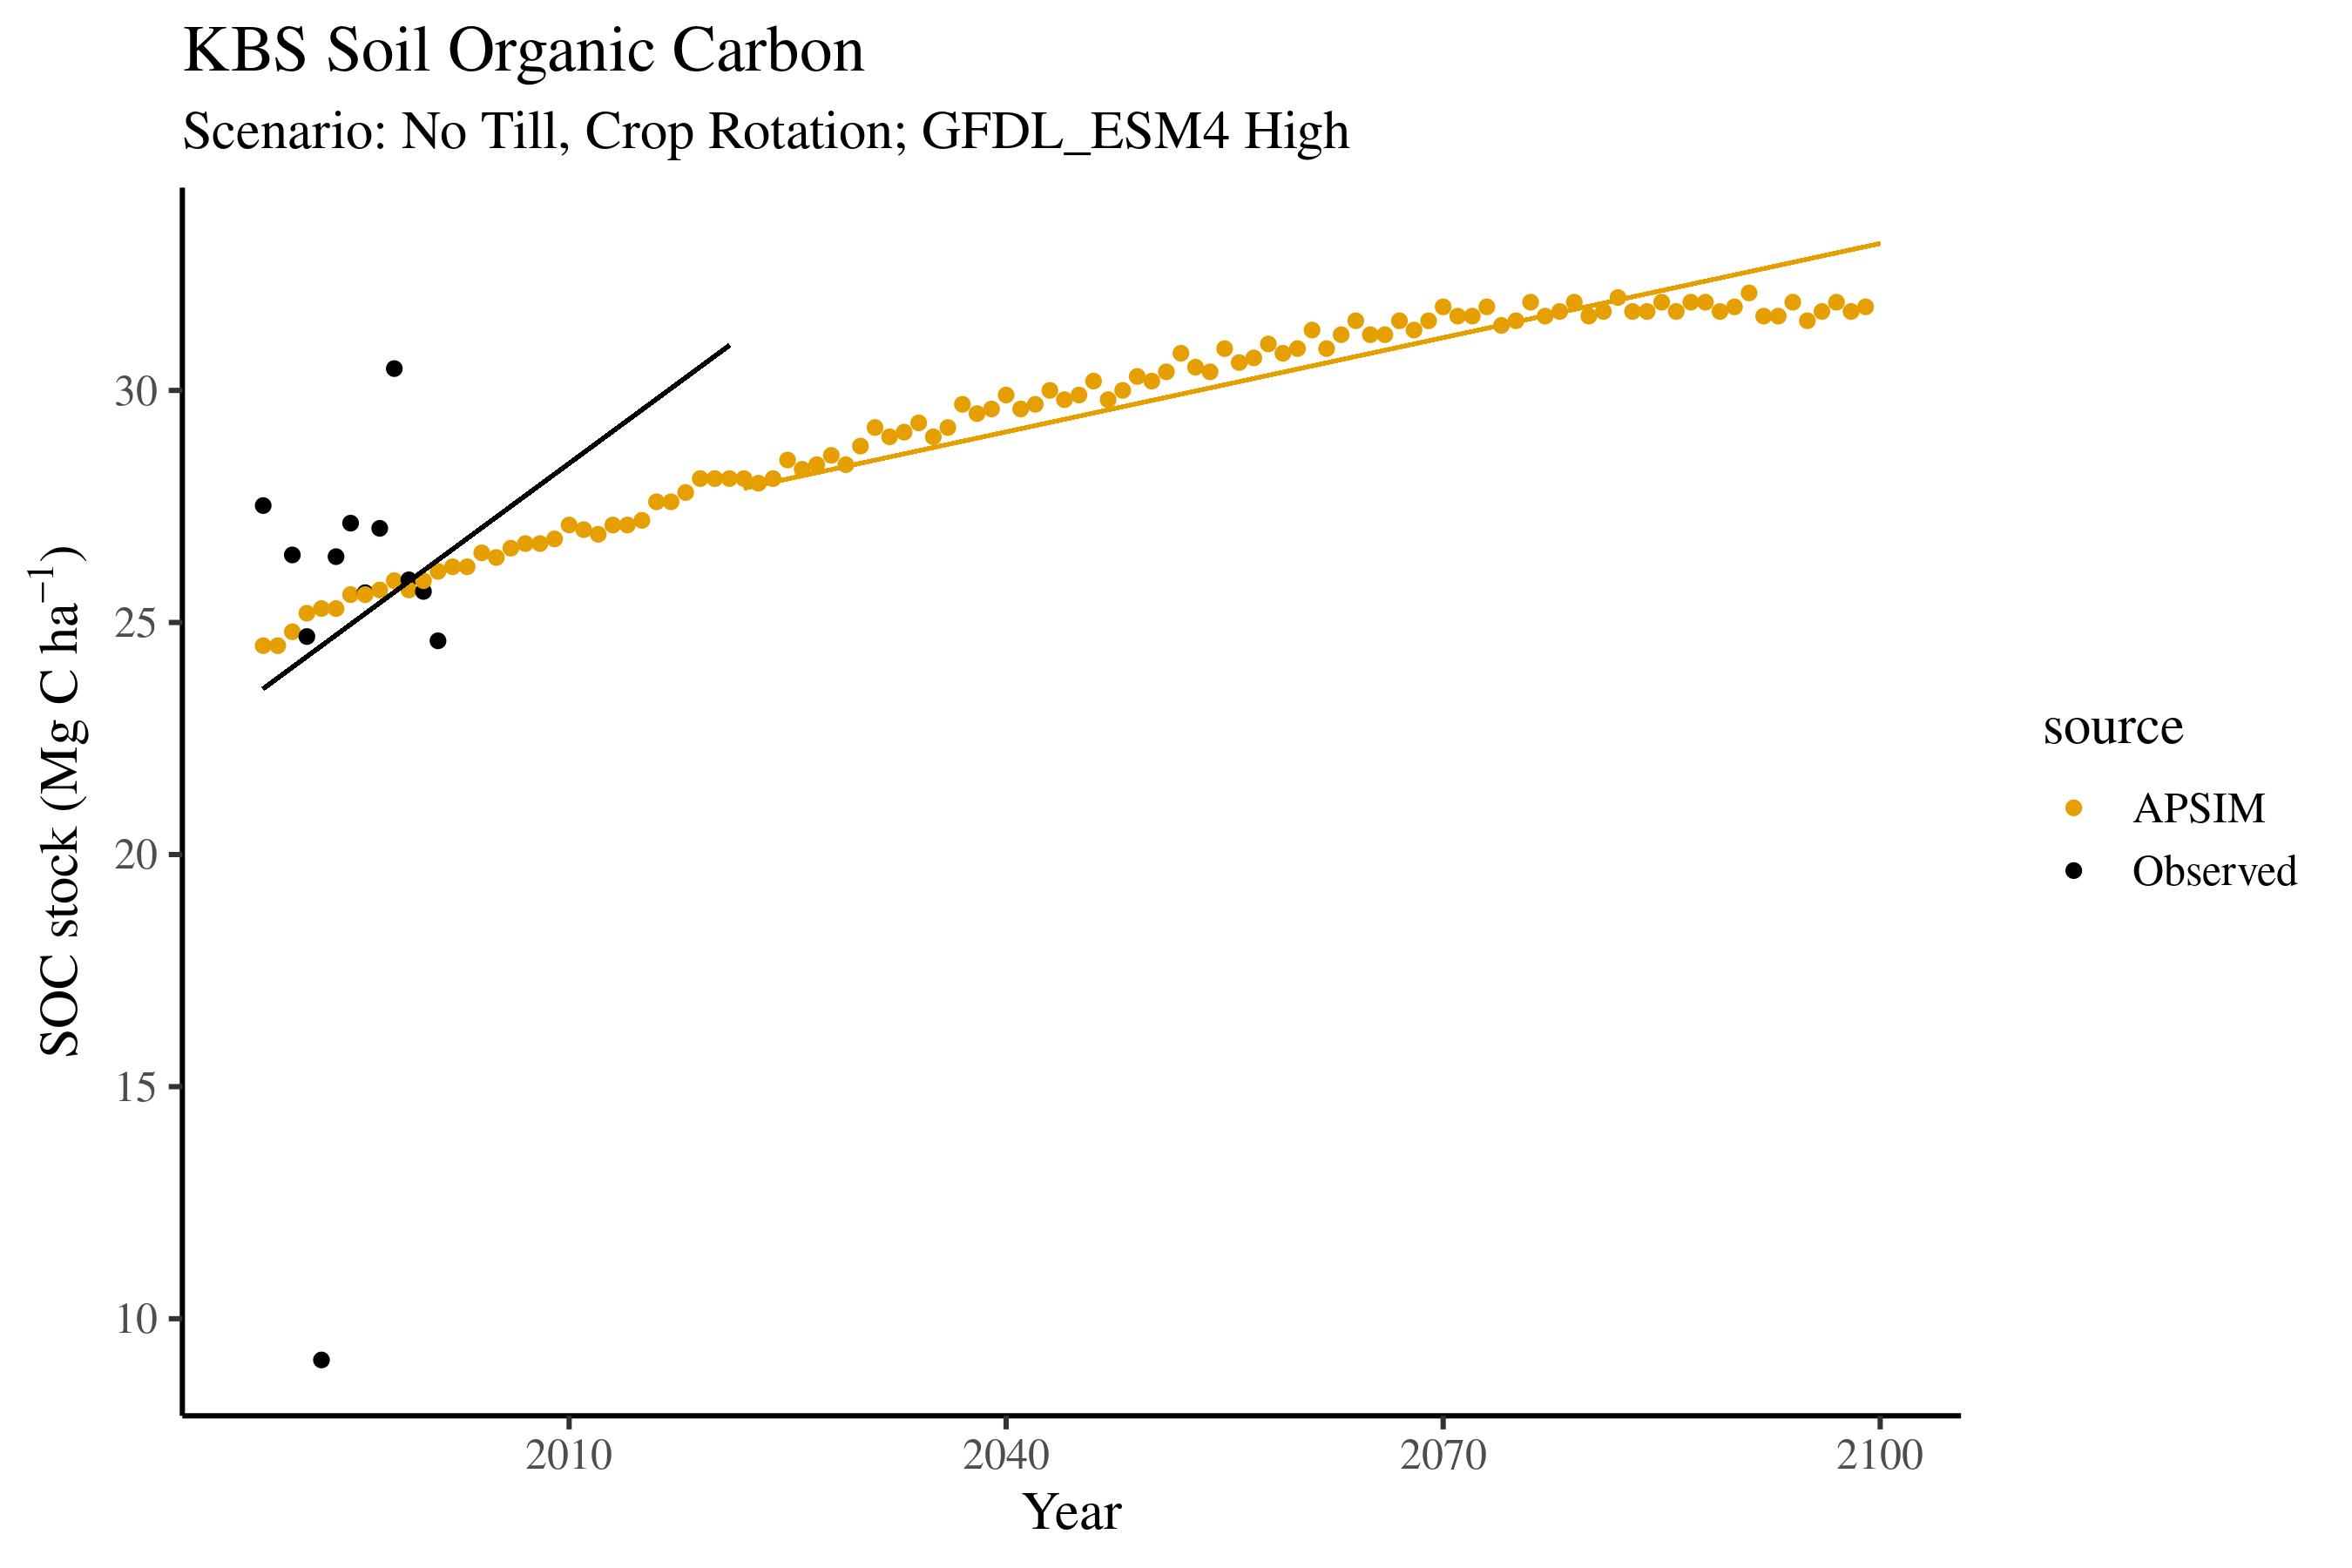 KBS Soil Organic Carbon
Scenario: No Till, Crop Rotation; GFDL_ESM4 High
SOC stock (Mg C ha⁻¹)
30
25
20
15
10
2010
2040
2070
2100
Year
source
APSIM
Observed